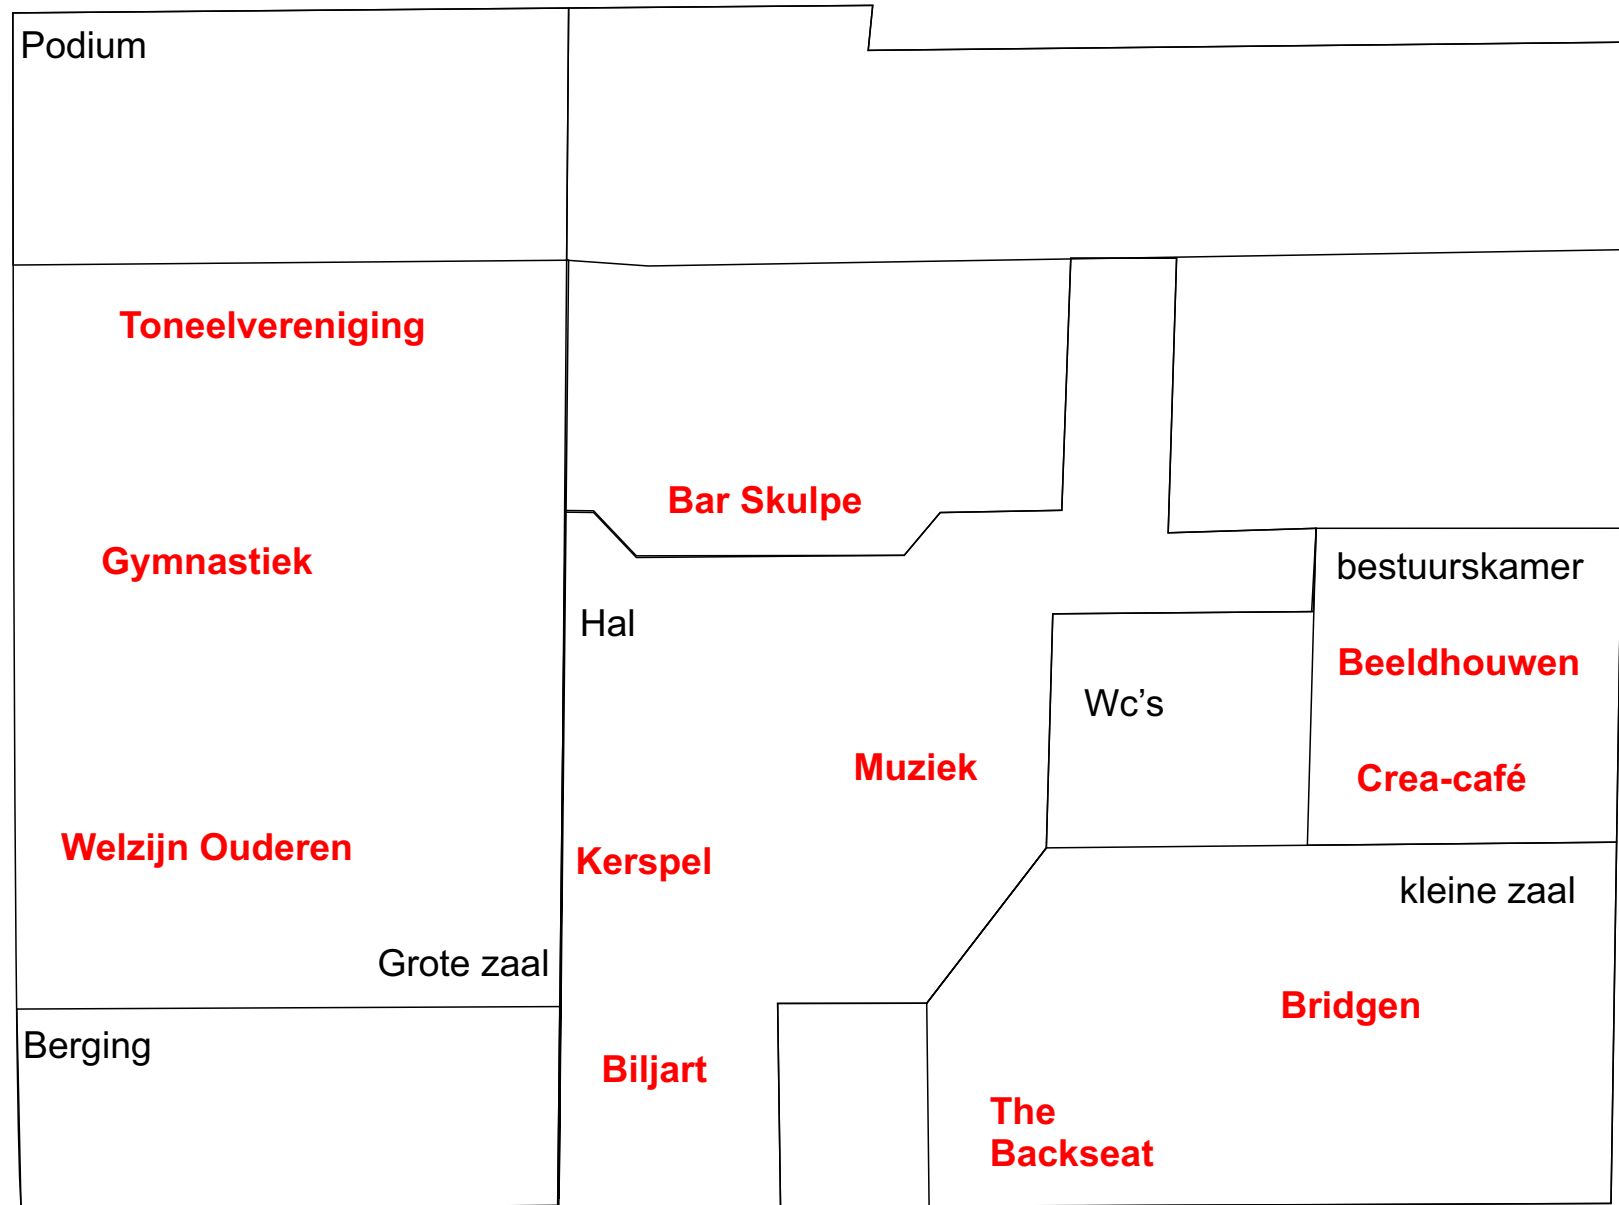 Podium
Toneelvereniging
Bar Skulpe
Gymnastiek
bestuurskamer
Hal
Beeldhouwen
Wc’s
Muziek
Crea-café
Welzijn Ouderen
Kerspel
kleine zaal
Grote zaal
Bridgen
Berging
Biljart
The
Backseat